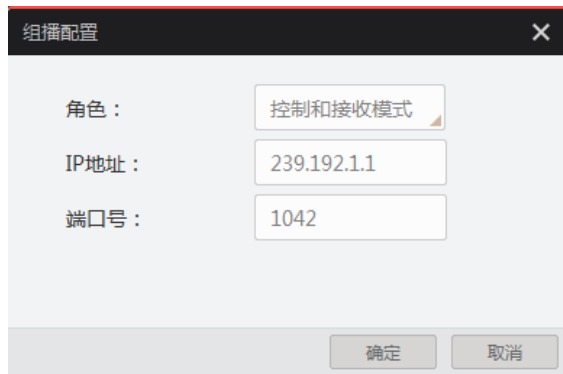 组播配置
角色： 控制和接收模式
IP地址： 239.192.1.1
端口号： 1042
确定 取消